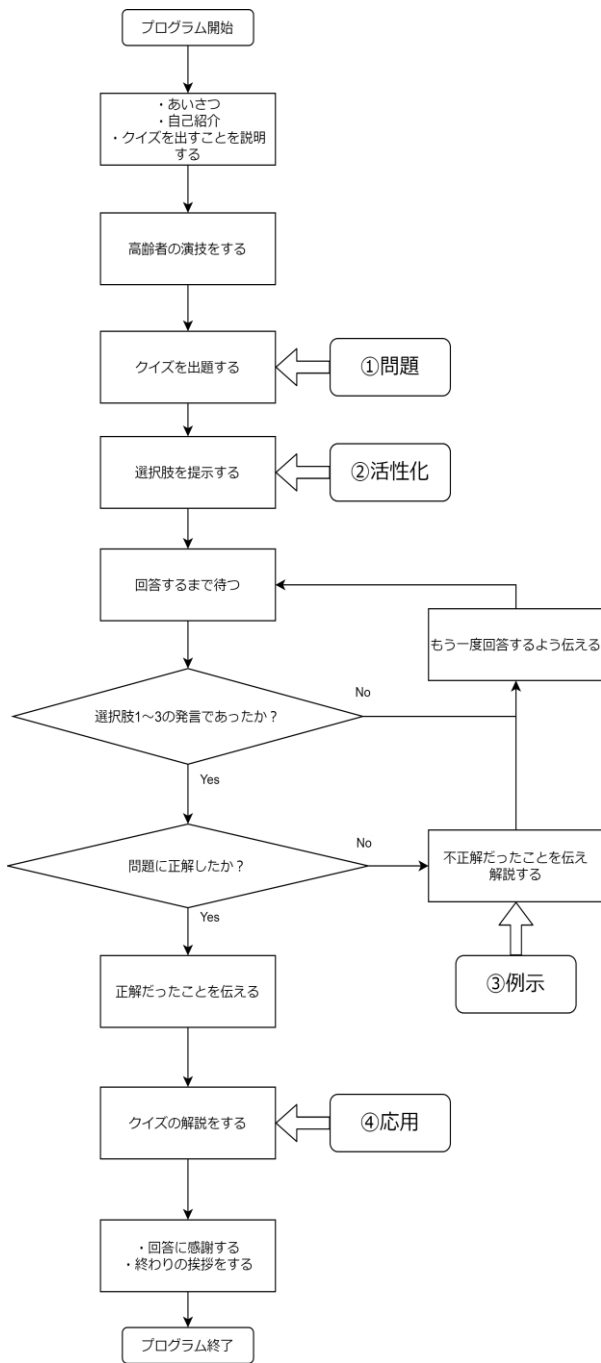 プログラム開始
・あいさつ
・自己紹介
・クイズを出すことを説明
する
高齢者の演技をする
クイズを出題する
①問題
選択肢を提示する
②活性化
回答するまで待つ
もう一度回答するよう伝える
選択肢1～3の発言であったか？
No
Yes
問題に正解したか？
No
不正解だったことを伝え
解説する
Yes
③例示
正解だったことを伝える
クイズの解説をする
④応用
・回答に感謝する
・終わりの挨拶をする
プログラム終了